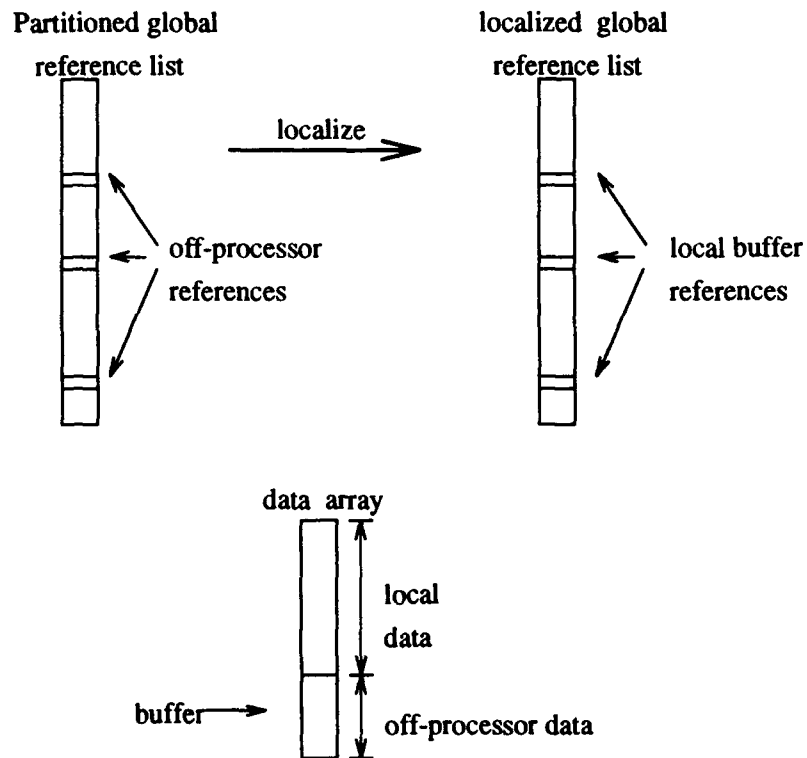 Partitioned global
reference list
localized global
reference list
localize
off-processor
references
local buffer
references
data array
local
data
buffer
off-processor data